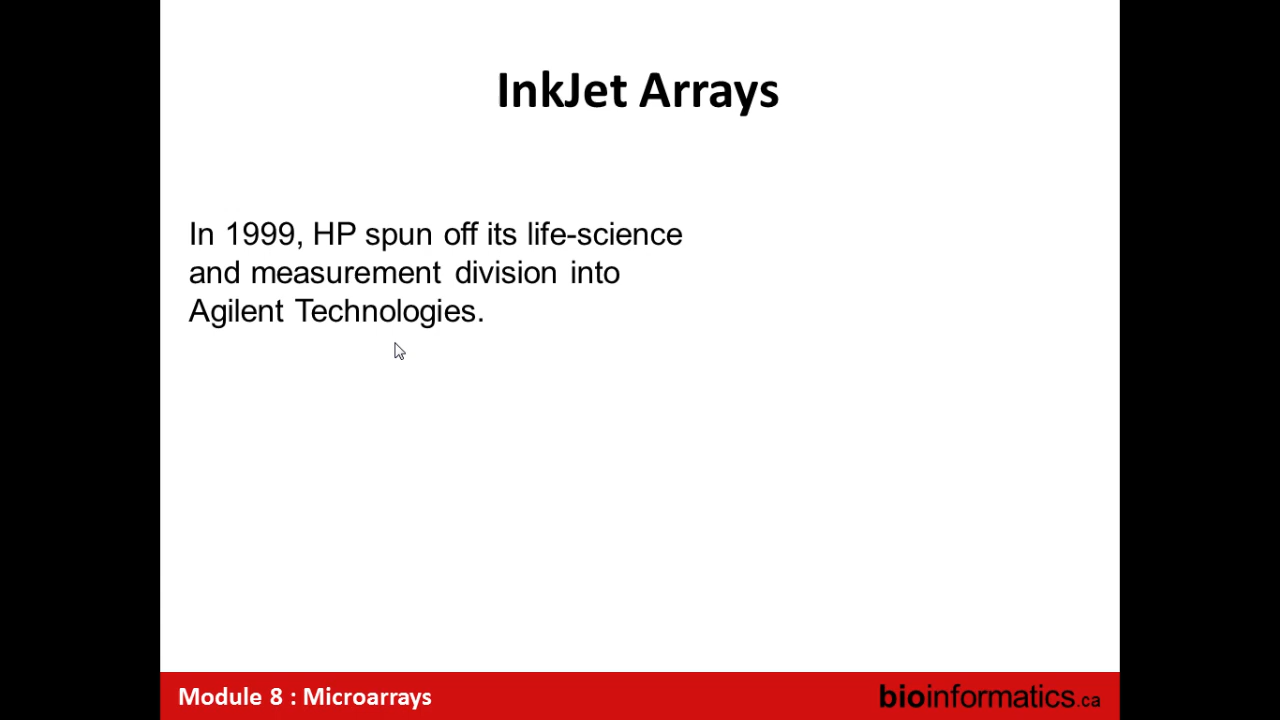 InkJet Arrays
In 1999, HP spun off its life-science
and measurement division into
Agilent Technologies.
Module 8 : Microarrays
bioinformatics.ca